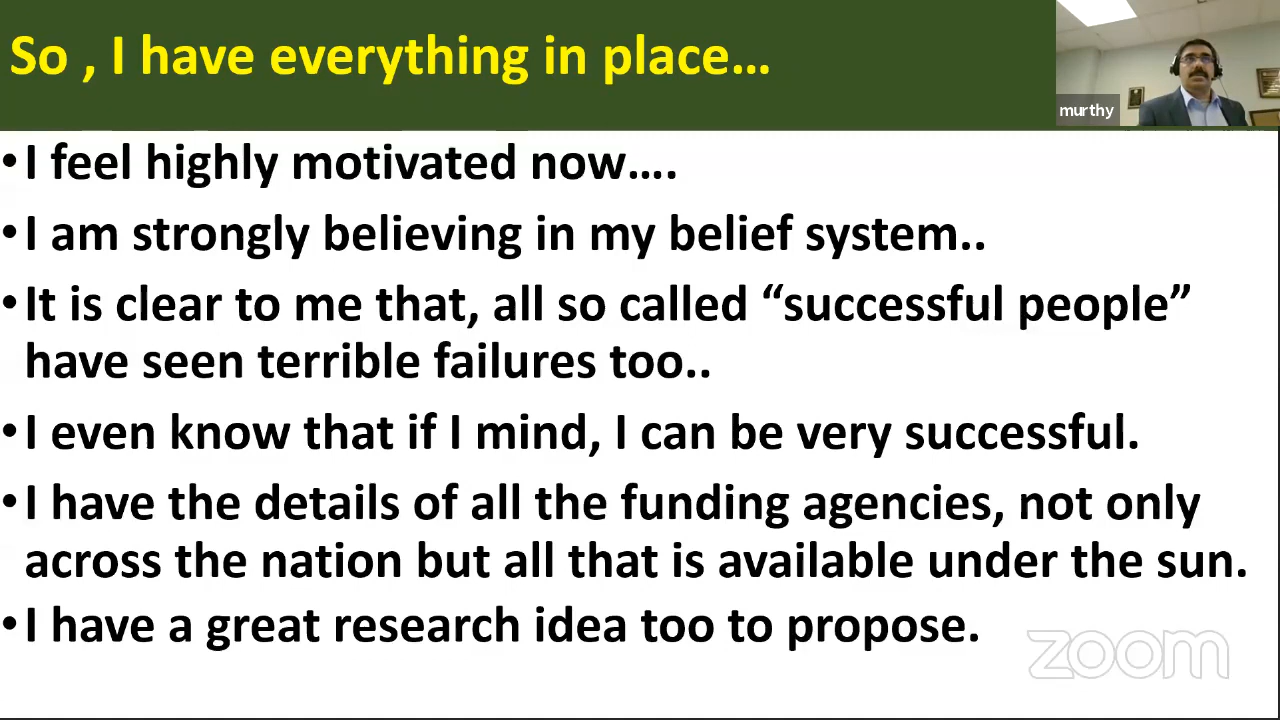 So , I have everything in place…
murthy
•I feel highly motivated now….
•I am strongly believing in my belief system..
•It is clear to me that, all so called “successful people”
have seen terrible failures too..
•I even know that if I mind, I can be very successful.
•I have the details of all the funding agencies, not only
across the nation but all that is available under the sun.
•I have a great research idea too to propose.
zoom